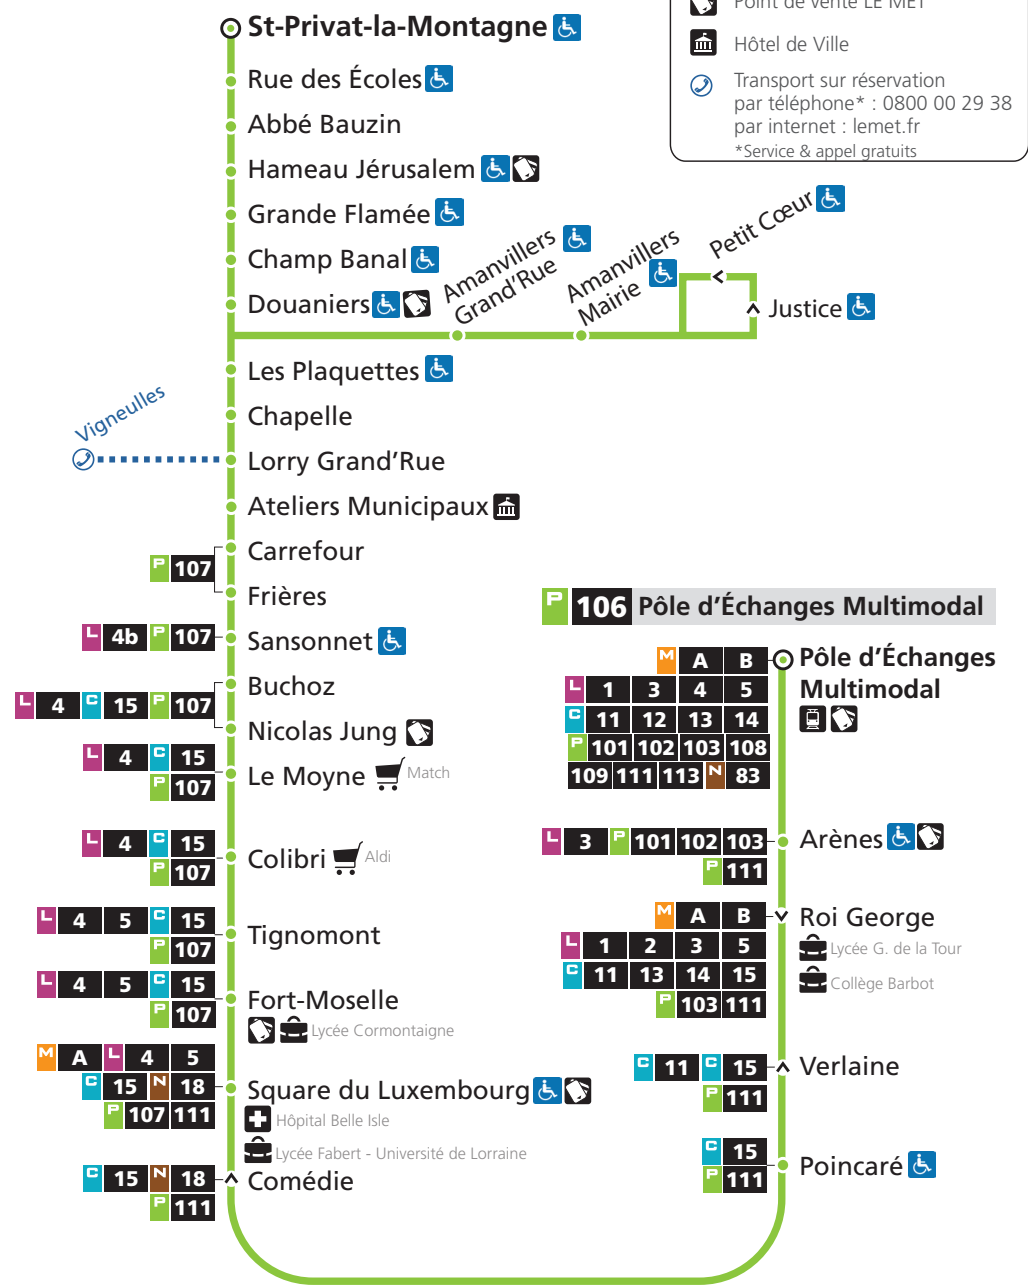 Point de vente LE MET'
Hôtel de Ville
Transport sur réservation
par téléphone* : 0800 00 29 38
par internet : lemet.fr
*Service & appel gratuits
St-Privat-la-Montagne
Rue des Écoles
Abbé Bauzin
Hameau Jérusalem
Grande Flamée
Champ Banal
Douaniers
Amanvillers
Grand'Rue
Amanvillers
Mairie
Petit Cœur
Justice
Les Plaquettes
Chapelle
Vigneulles
Lorry Grand'Rue
Ateliers Municipaux
Carrefour
P 107
Frières
L 4b P 107
Sansonnet
Buchoz
L 4 C 15 P 107
Nicolas Jung
L 4 C 15
P 107
Le Moyne
Match
L 4 C 15
P 107
Colibri
Aldi
L 4 5 C 15
P 107
Tignomont
L 4 5 C 15
P 107
Fort-Moselle
Lycée Cormontaigne
M A L 4 5
C 15 N 18
P 107 111
Square du Luxembourg
Hôpital Belle Isle
Lycée Fabert - Université de Lorraine
C 15 N 18
P 111
Comédie
P 106 Pôle d'Échanges Multimodal
M A B
L 1 3 4 5
C 11 12 13 14
P 101 102 103 108
109 111 113 N 83
Pôle d'Échanges
Multimodal
L 3 P 101 102 103
P 111
Arènes
M A B
L 1 2 3 5
C 11 13 14 15
P 103 111
Roi George
Lycée G. de la Tour
Collège Barbot
C 11 C 15
P 111
Verlaine
C 15
P 111
Poincaré